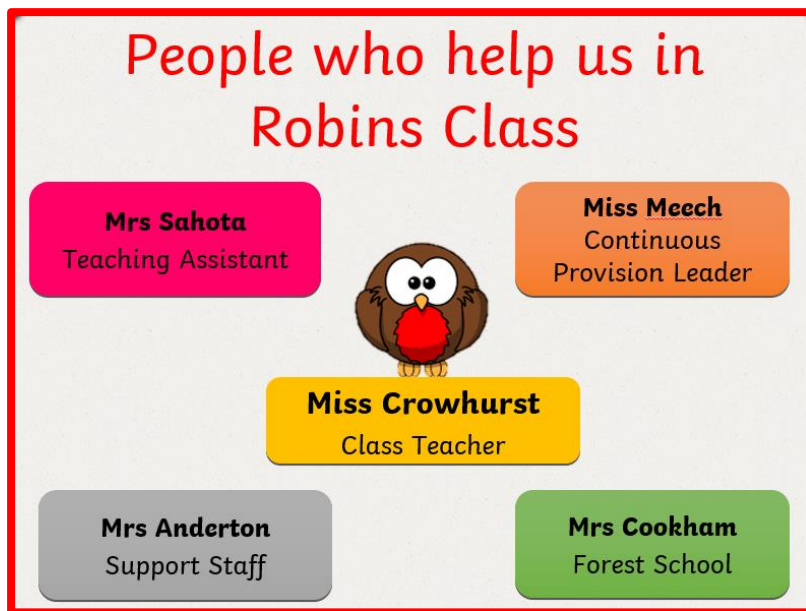 People who help us in
Robins Class
Mrs Sahota
Teaching Assistant
Miss Meech
Continuous
Provision Leader
Miss Crowhurst
Class Teacher
Mrs Anderton
Support Staff
Mrs Cookham
Forest School